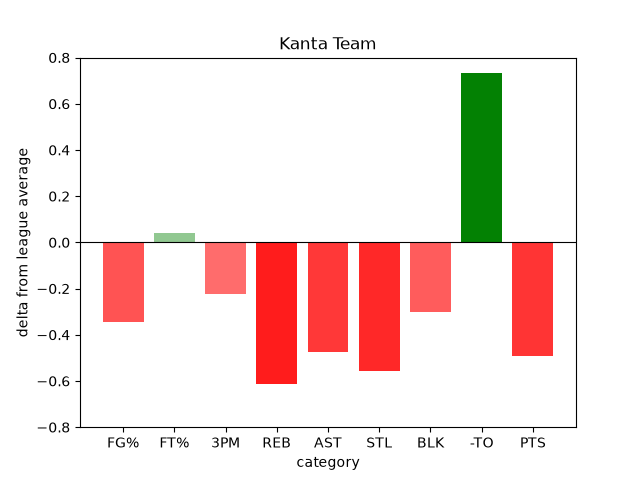 Kanta Team
delta from league average
0.8
0.6
0.4
0.2
0.0
−0.2
−0.4
−0.6
−0.8
FG% FT% 3PM REB AST STL BLK -TO PTS
category